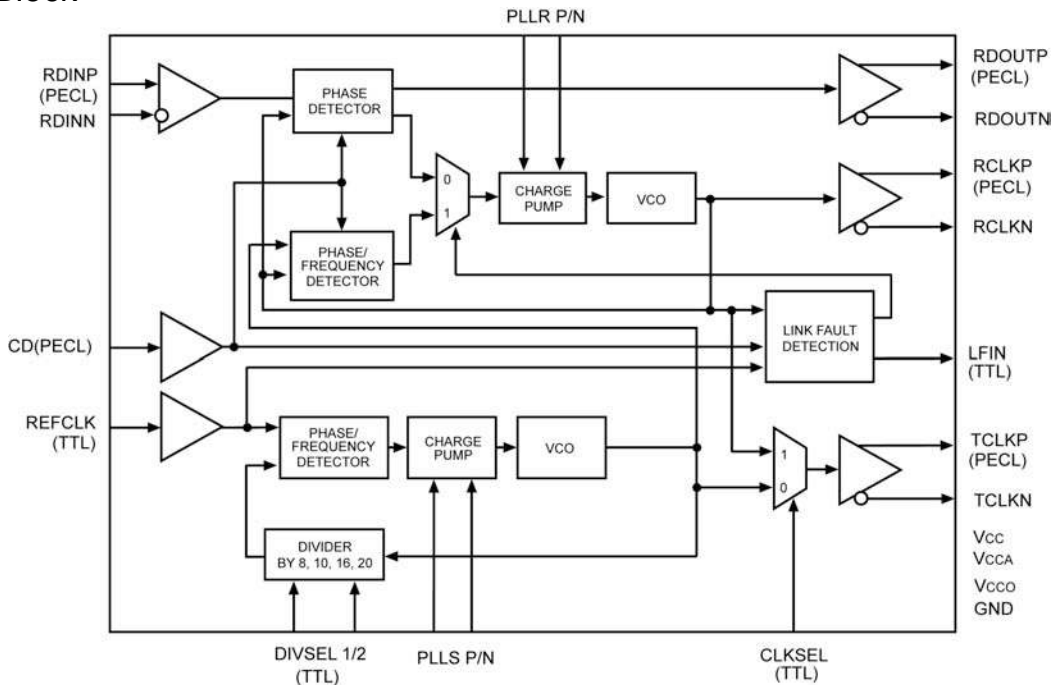 PLLR P/N
RDINP
(PECL)
RDINN
PHASE
DETECTOR
RDOUTP
(PECL)
RDOUTN
0
1
CHARGE
PUMP
VCO
RCLKP
(PECL)
RCLKN
PHASE/
FREQUENCY
DETECTOR
CD(PECL)
LINK FAULT
DETECTION
LFIN
(TTL)
REFCLK
(TTL)
PHASE/
FREQUENCY
DETECTOR
CHARGE
PUMP
VCO
1
0
TCLKP
(PECL)
TCLKN
DIVIDER
BY 8, 10, 16, 20
VCC
VCCA
VCCO
GND
DIVSEL 1/2
(TTL)
PLLS P/N
CLKSEL
(TTL)